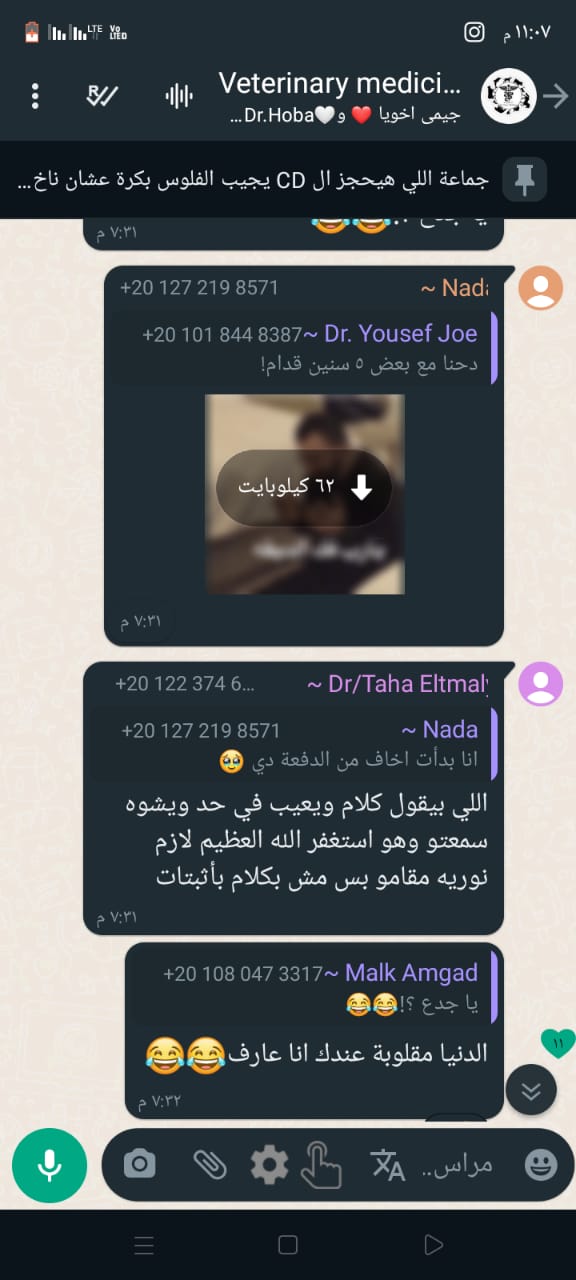 ١١:٠٧ م
LTE Vo LTED
Veterinary medici...
جيمى اخويا ❤️ و🤍Dr.Hoba...
جماعة اللي هيحجز ال CD يجيب الفلوس بكرة عشان ناخ...
٧:٣١ م
~ Nada +20 127 219 8571
~ Dr. Yousef Joe +20 101 844 8387
دحنا مع بعض ٥ سنين قدام!
٦٢ كيلوبايت
٧:٣١ م
~ Dr/Taha Eltmaly +20 122 374 6...
~ Nada +20 127 219 8571
انا بدأت اخاف من الدفعة دي 🥹
اللي بيقول كلام ويعيب في حد ويشوه
سمعتو وهو استغفر الله العظيم لازم
نوريه مقامو بس مش بكلام بأثبتات
٧:٣١ م
~ Malk Amgad +20 108 047 3317
يا جدع ؟!😂😂
الدنيا مقلوبة عندك انا عارف😂😂
٧:٣٢ م
١١
مراس..